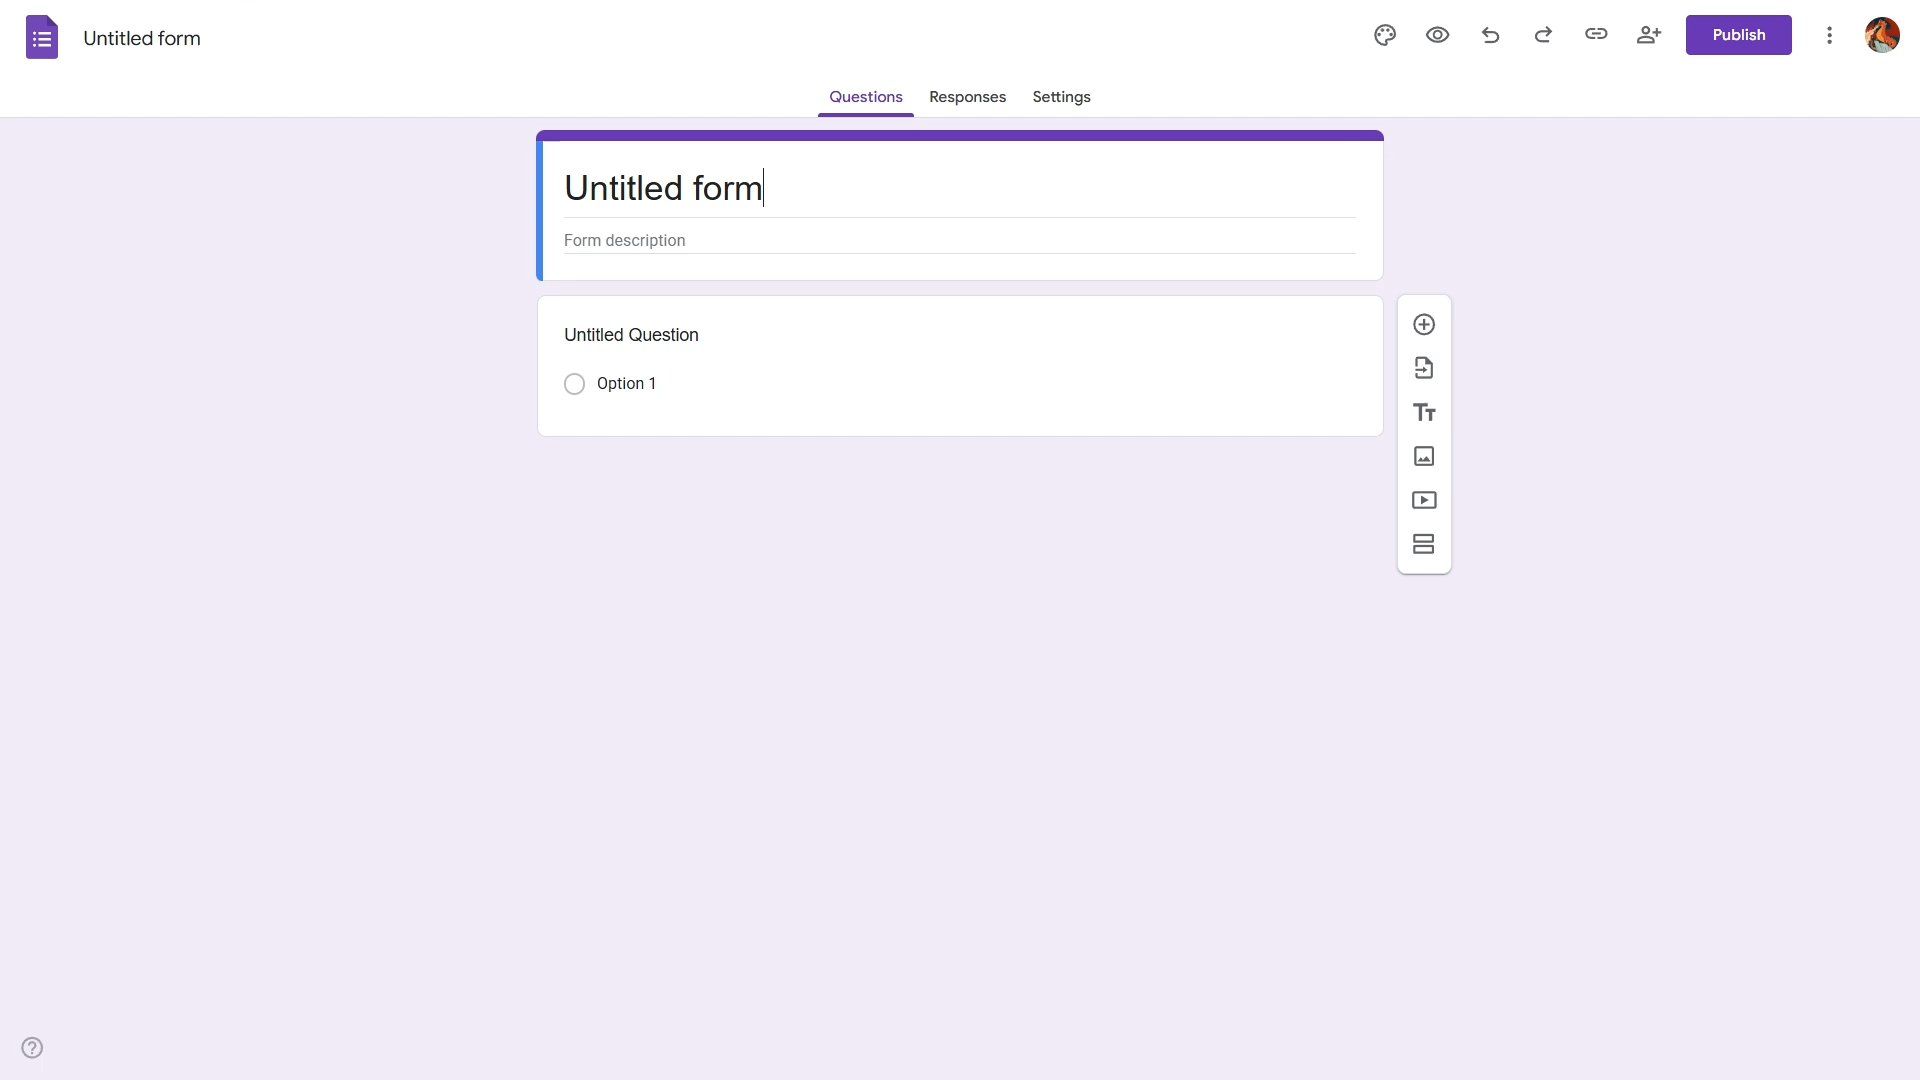 Untitled form
Publish
Questions
Responses
Settings
Untitled form
Form description
Untitled Question
Option 1